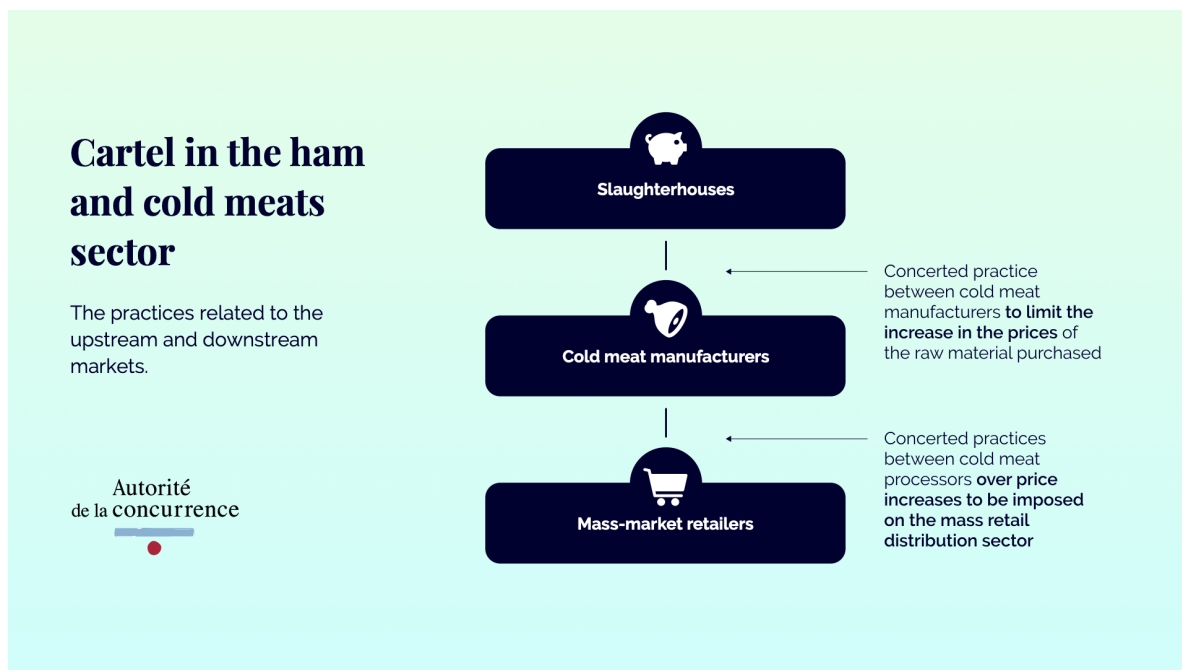 Cartel in the ham
and cold meats
sector
The practices related to the
upstream and downstream
markets.
Autorité
de la concurrence
Slaughterhouses
Concerted practice
between cold meat
manufacturers to limit the
increase in the prices of
the raw material purchased
Cold meat manufacturers
Concerted practices
between cold meat
processors over price
increases to be imposed
on the mass retail
distribution sector
Mass-market retailers